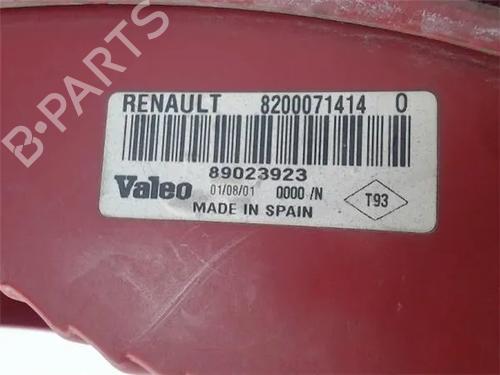 B-PARTS
RENAULT 8200071414 0
89023923
Valeo 01/08/01 0000 /N
T93
MADE IN SPAIN